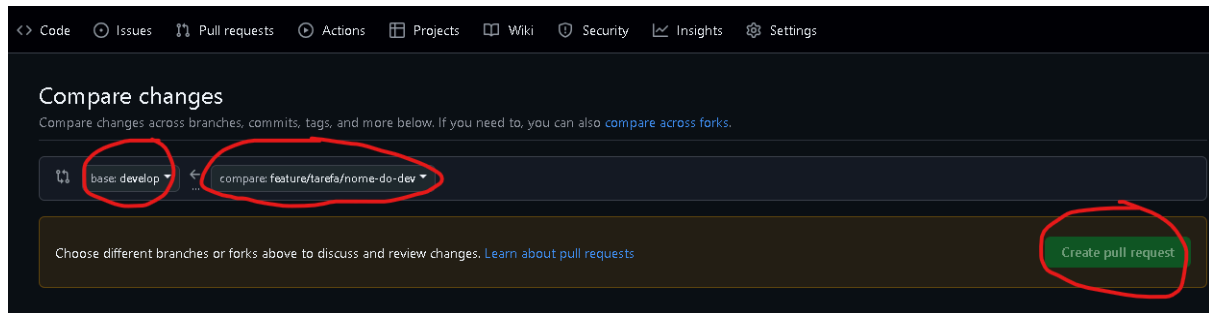 <> Code Issues Pull requests Actions Projects Wiki Security Insights Settings
Compare changes
Compare changes across branches, commits, tags, and more below. If you need to, you can also compare across forks.
base: develop ← ... compare: feature/tarefa/nome-do-dev
Choose different branches or forks above to discuss and review changes. Learn about pull requests Create pull request